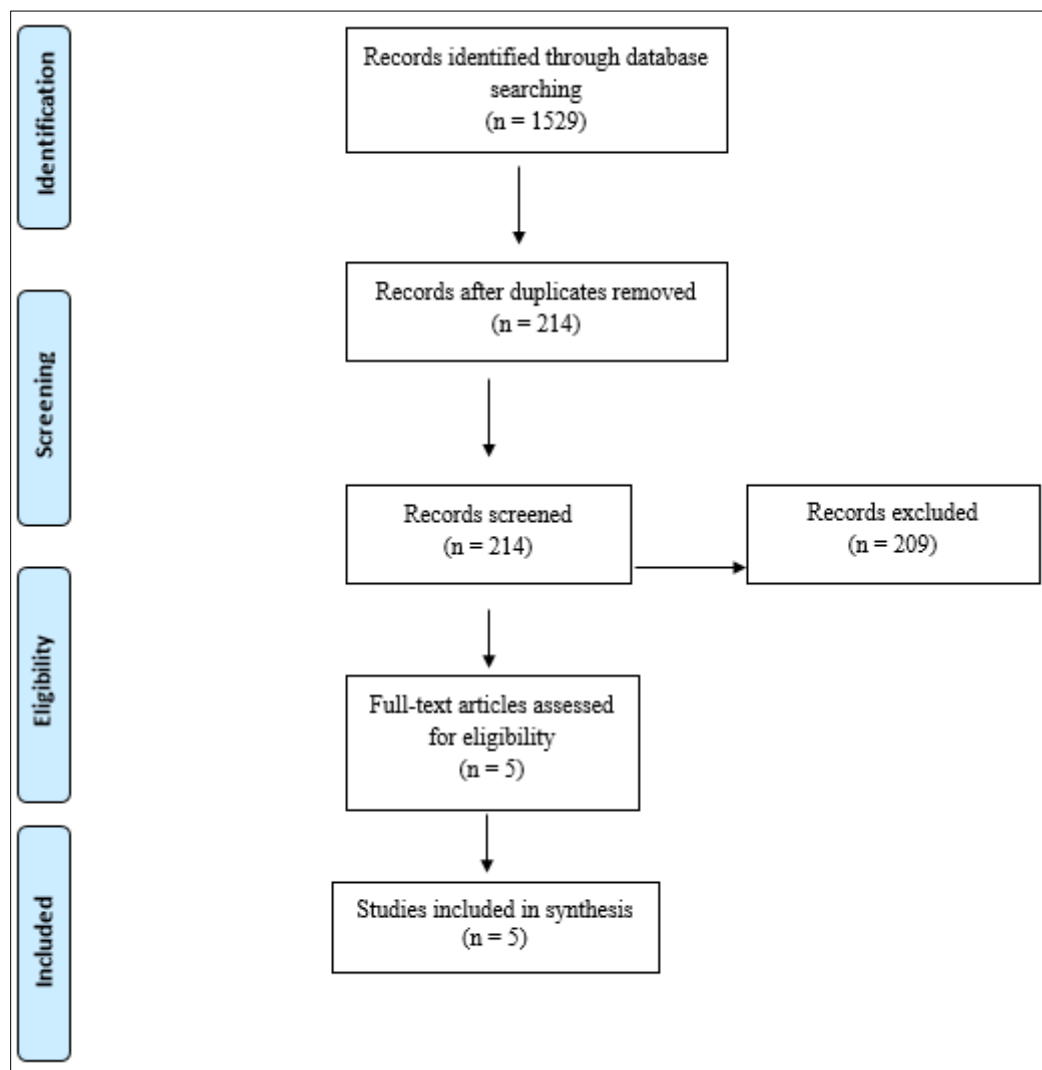 Identification
Records identified through database
searching
(n = 1529)
Records after duplicates removed
(n = 214)
Screening
Records screened
(n = 214)
Records excluded
(n = 209)
Eligibility
Full-text articles assessed
for eligibility
(n = 5)
Included
Studies included in synthesis
(n = 5)